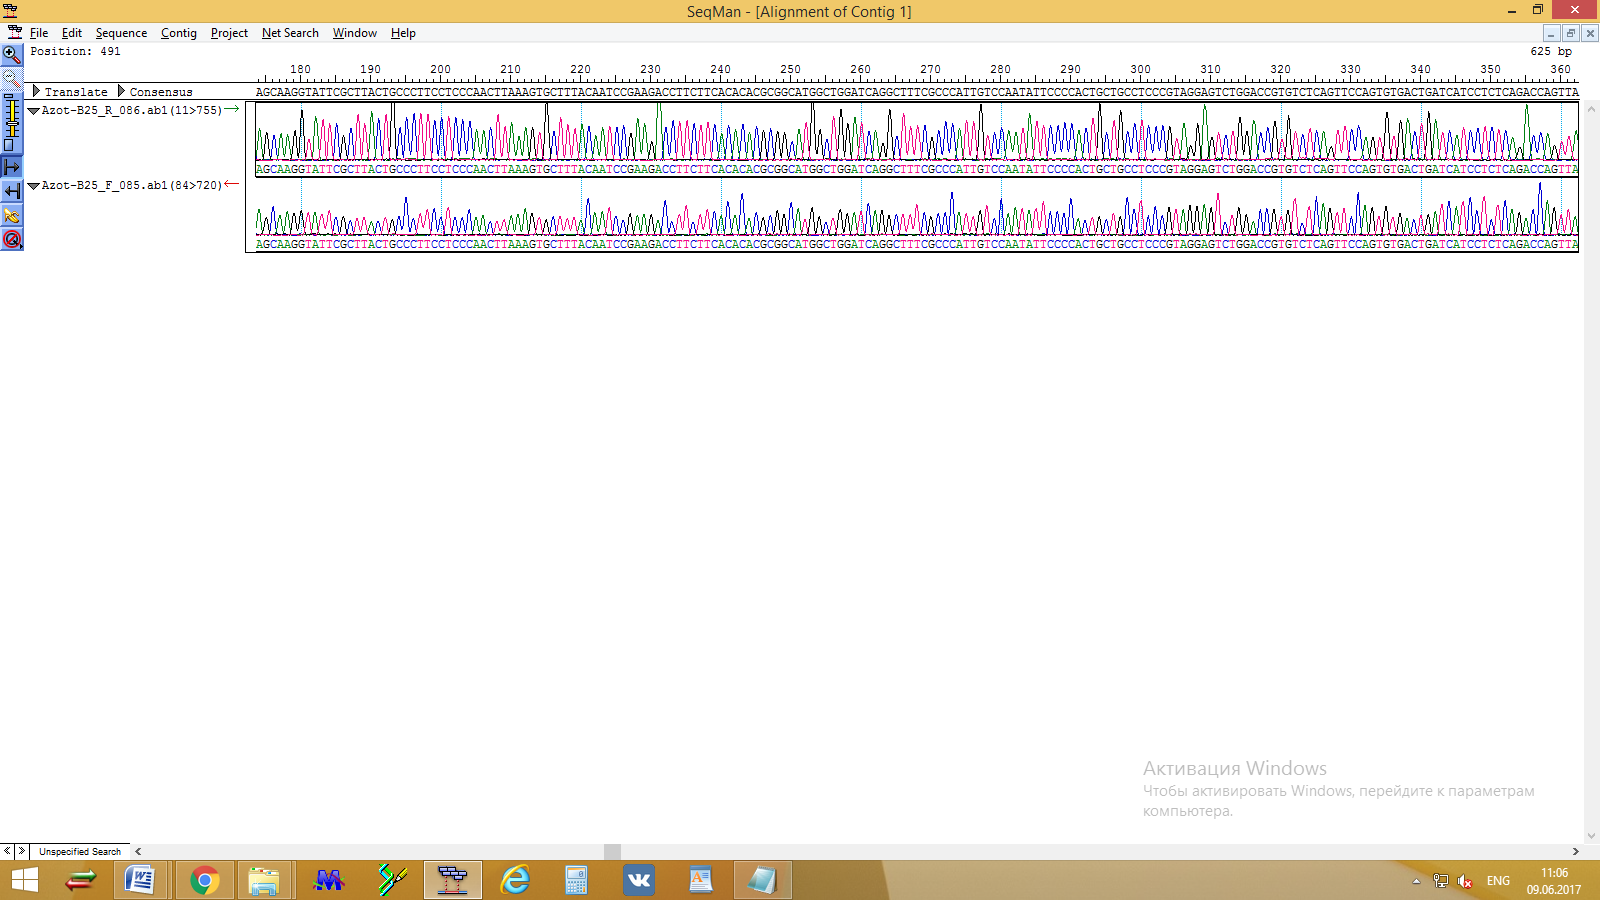 SeqMan - [Alignment of Contig 1]
File Edit Sequence Contig Project Net Search Window Help
Position: 491
625 bp
180 190 200 210 220 230 240 250 260 270 280 290 300 310 320 330 340 350 360
Translate Consensus
AGCAAGGTATTCGCTTACTGCCCTTCCTCCCAACTTAAAGTGCTTTACAATCCGAAGACCTTCTTCACACACGCGGCATGGCTGGATCAGGCTTTCGCCCATTGTCCAATATTCCCCACTGCTGCCTCCCGTAGGAGTCTGGACCGTGTCTCAGTTCCAGTGTGACTGATCATCCTCTCAGACCAGTTA
Azot-B25_R_086.ab1(11>755)
AGCAAGGTATTCGCTTACTGCCCTTCCTCCCAACTTAAAGTGCTTTACAATCCGAAGACCTTCTTCACACACGCGGCATGGCTGGATCAGGCTTTCGCCCATTGTCCAATATTCCCCACTGCTGCCTCCCGTAGGAGTCTGGACCGTGTCTCAGTTCCAGTGTGACTGATCATCCTCTCAGACCAGTTA
Azot-B25_F_085.ab1(84>720)
AGCAAGGTATTCGCTTACTGCCCTTCCTCCCAACTTAAAGTGCTTTACAATCCGAAGACCTTCTTCACACACGCGGCATGGCTGGATCAGGCTTTCGCCCATTGTCCAATATTCCCCACTGCTGCCTCCCGTAGGAGTCTGGACCGTGTCTCAGTTCCAGTGTGACTGATCATCCTCTCAGACCAGTTA
Активация Windows
Чтобы активировать Windows, перейдите к параметрам
компьютера.
Unspecified Search
ENG
11:06
09.06.2017